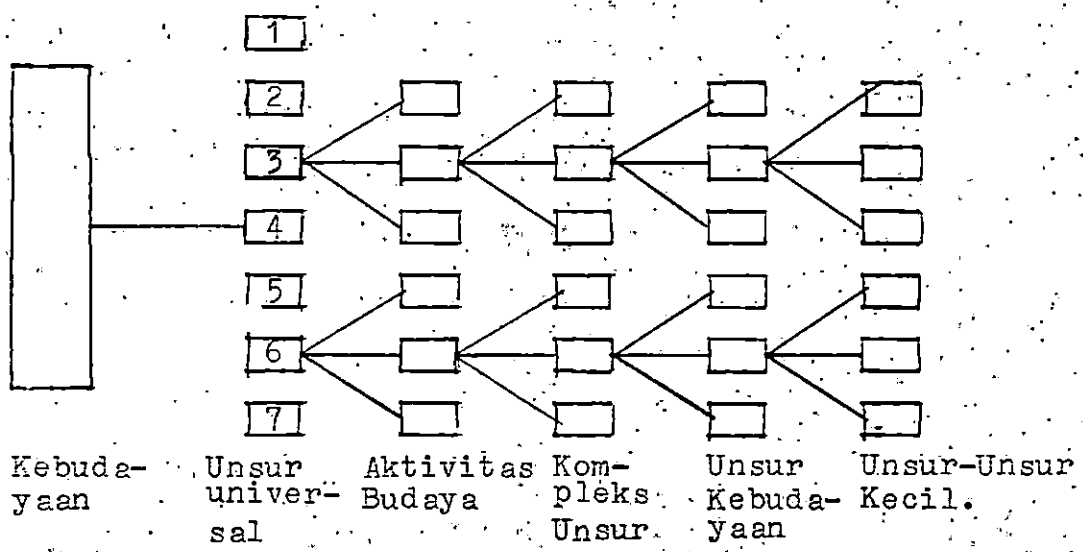 1
2
3
4
5
6
7
Kebuda-
yaan
Unsur
univer-
sal
Aktivitas
Budaya
Kom-
pleks
Unsur
Unsur
Kebuda-
yaan
Unsur-Unsur
Kecil.